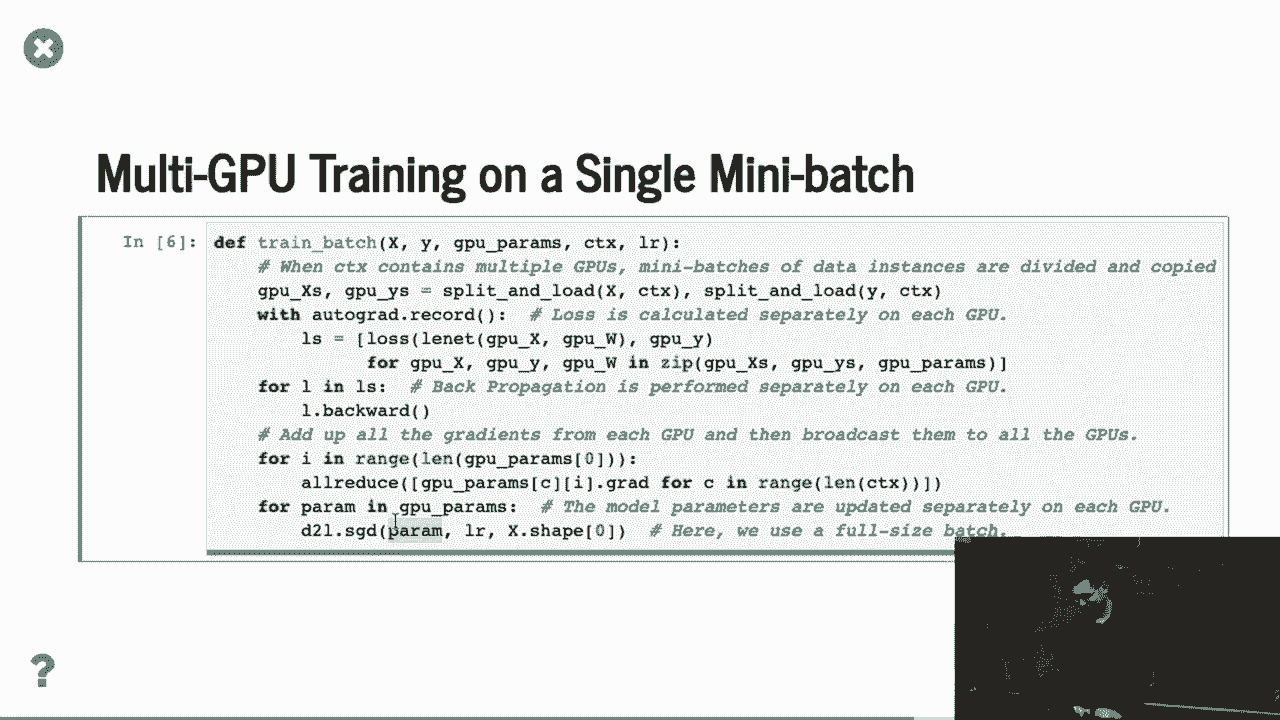 Multi-GPU Training on a Single Mini-batch
In [6]: def train_batch(X, y, gpu_params, ctx, lr):
# When ctx contains multiple GPUs, mini-batches of data instances are divided and copied
gpu_Xs, gpu_ys = split_and_load(X, ctx), split_and_load(y, ctx)
with autograd.record():  # Loss is calculated separately on each GPU.
ls = [loss(lenet(gpu_X, gpu_W), gpu_y)
for gpu_X, gpu_y, gpu_W in zip(gpu_Xs, gpu_ys, gpu_params)]
for l in ls:  # Back Propagation is performed separately on each GPU.
l.backward()
# Add up all the gradients from each GPU and then broadcast them to all the GPUs.
for i in range(len(gpu_params[0])):
allreduce([gpu_params[c][i].grad for c in range(len(ctx))])
for param in gpu_params:  # The model parameters are updated separately on each GPU.
d2l.sgd(param, lr, X.shape[0])  # Here, we use a full-size batch.
?